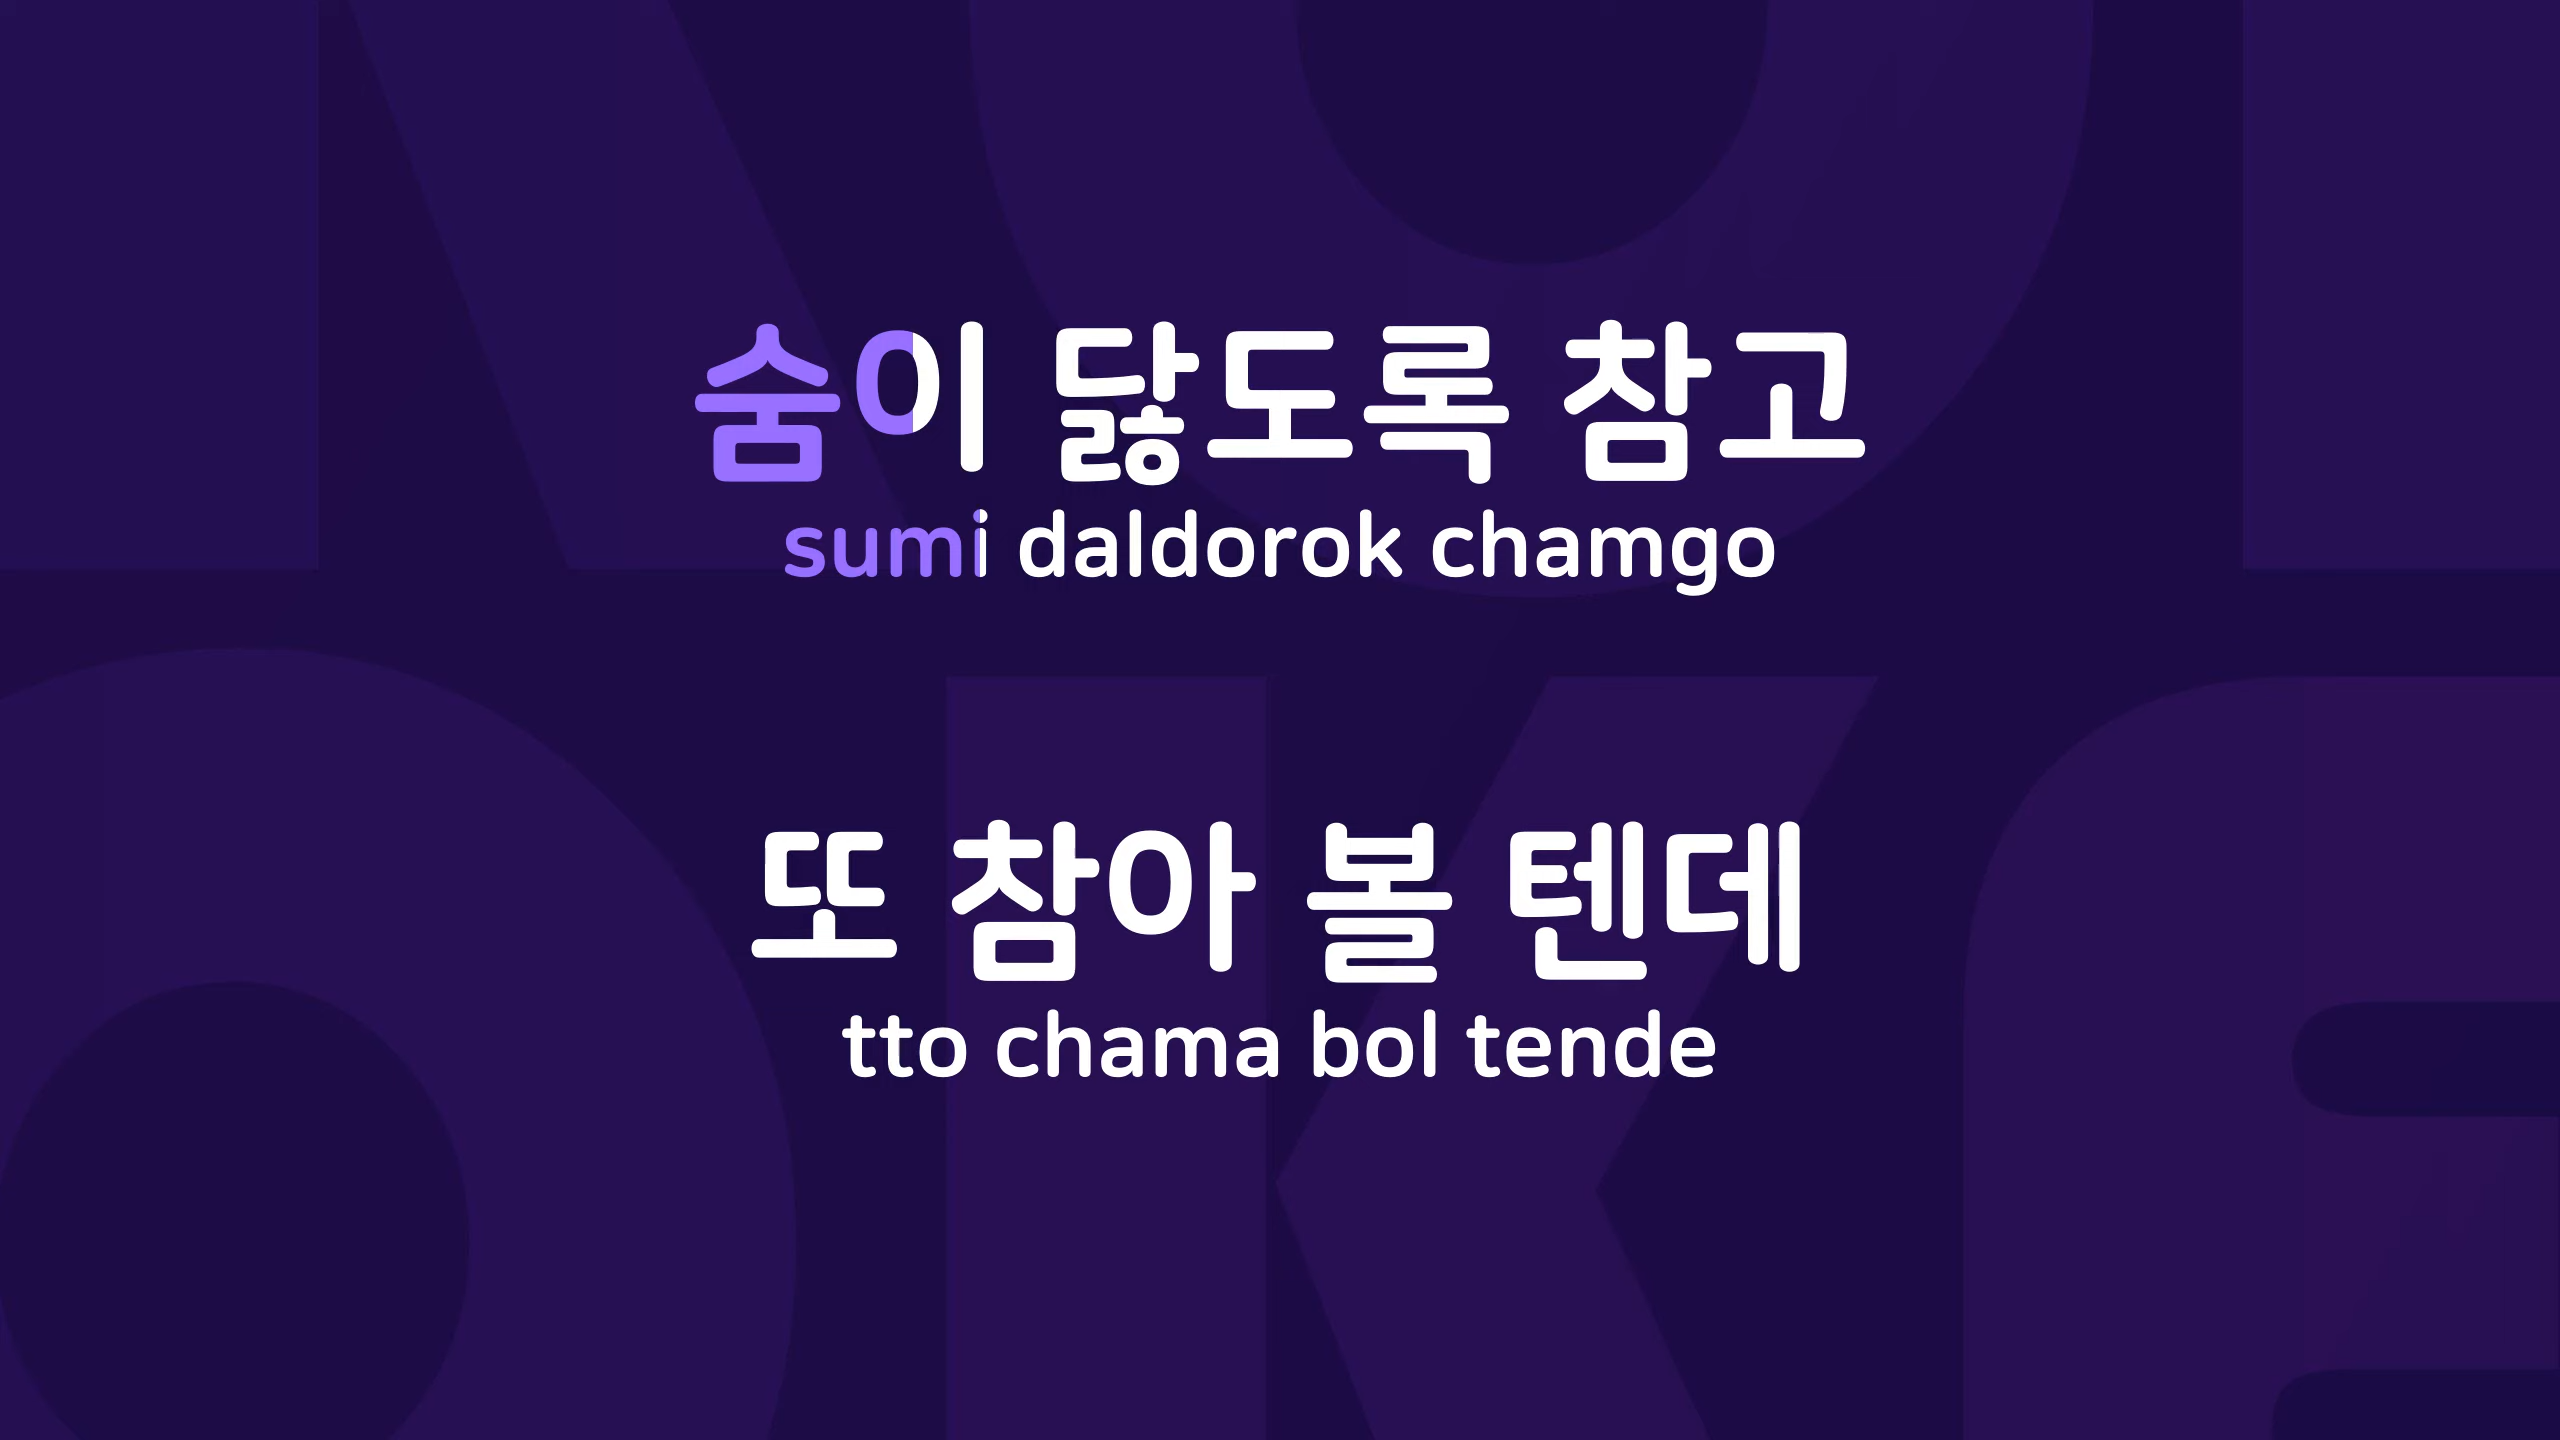 숨이 닳도록 참고
sumi daldorok chamgo
또 참아 볼 텐데
tto chama bol tende